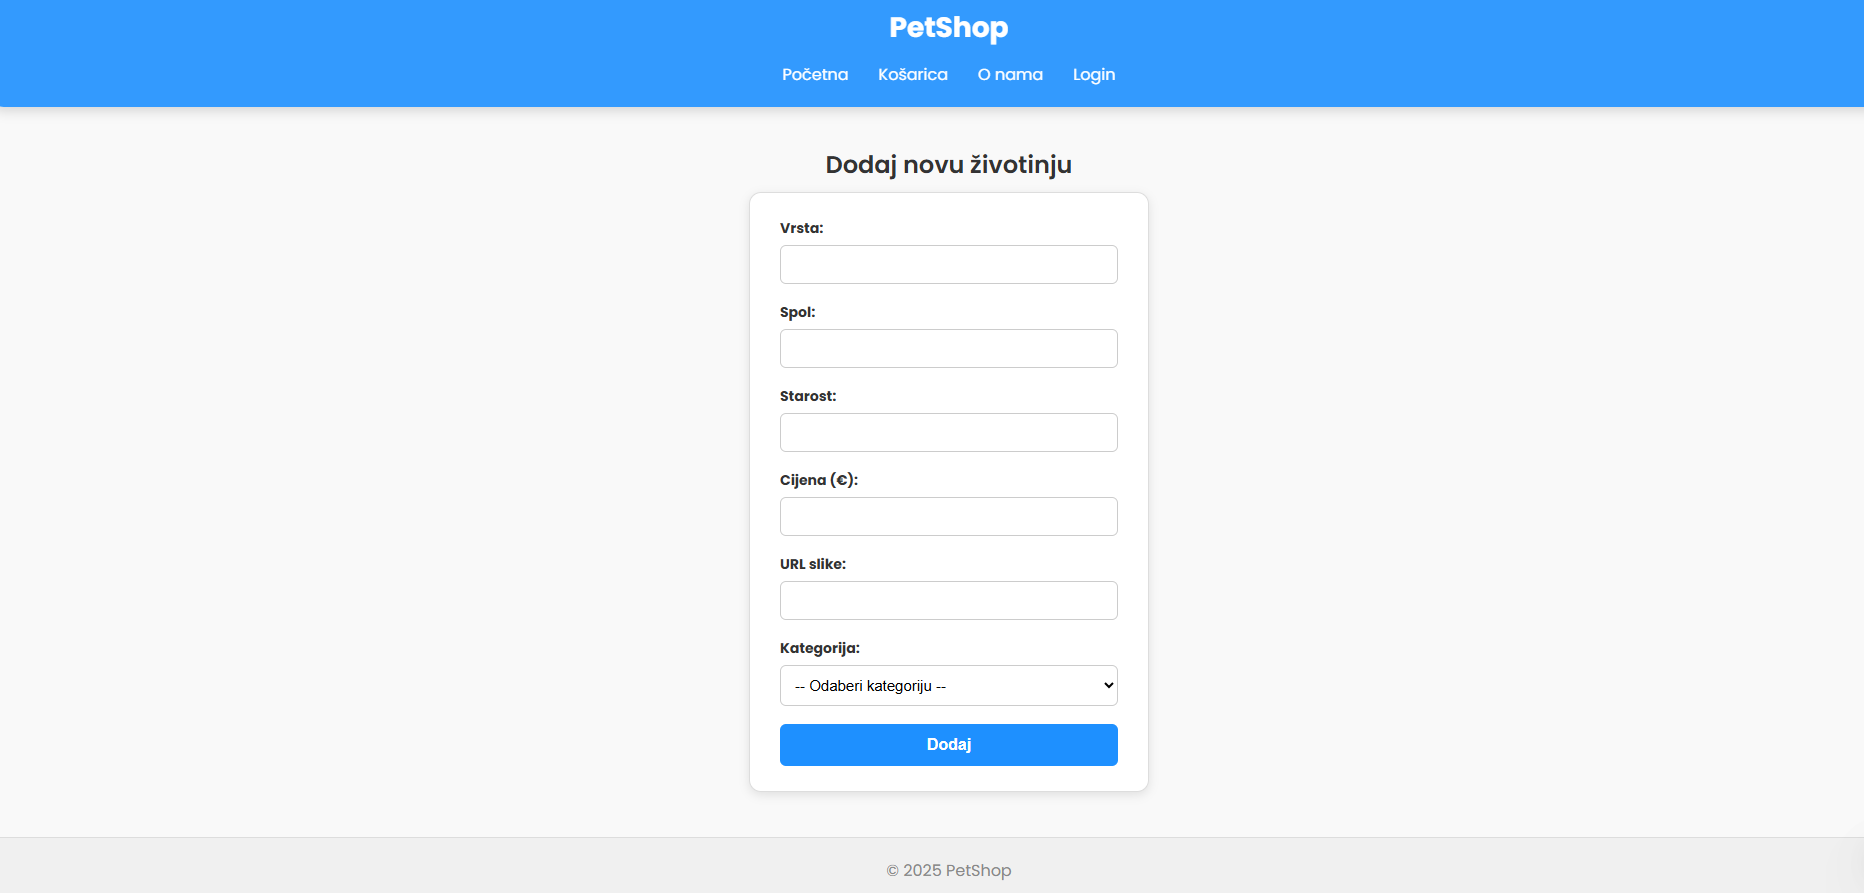 PetShop
Početna Košarica O nama Login
Dodaj novu životinju
Vrsta:
Spol:
Starost:
Cijena (€):
URL slike:
Kategorija:
-- Odaberi kategoriju --
Dodaj
© 2025 PetShop